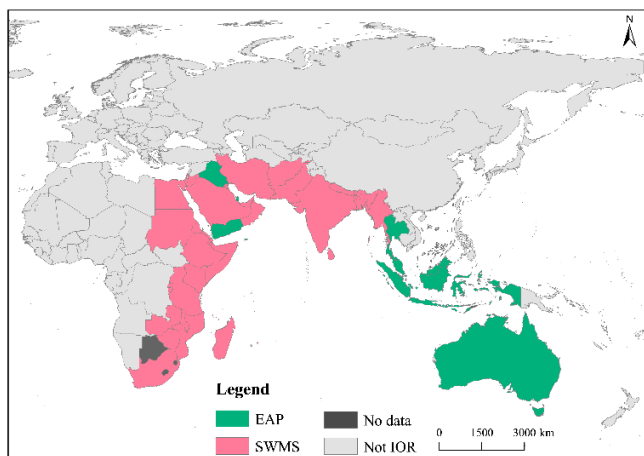 N
Legend
EAP
No data
SWMS
Not IOR
0 1500 3000 km